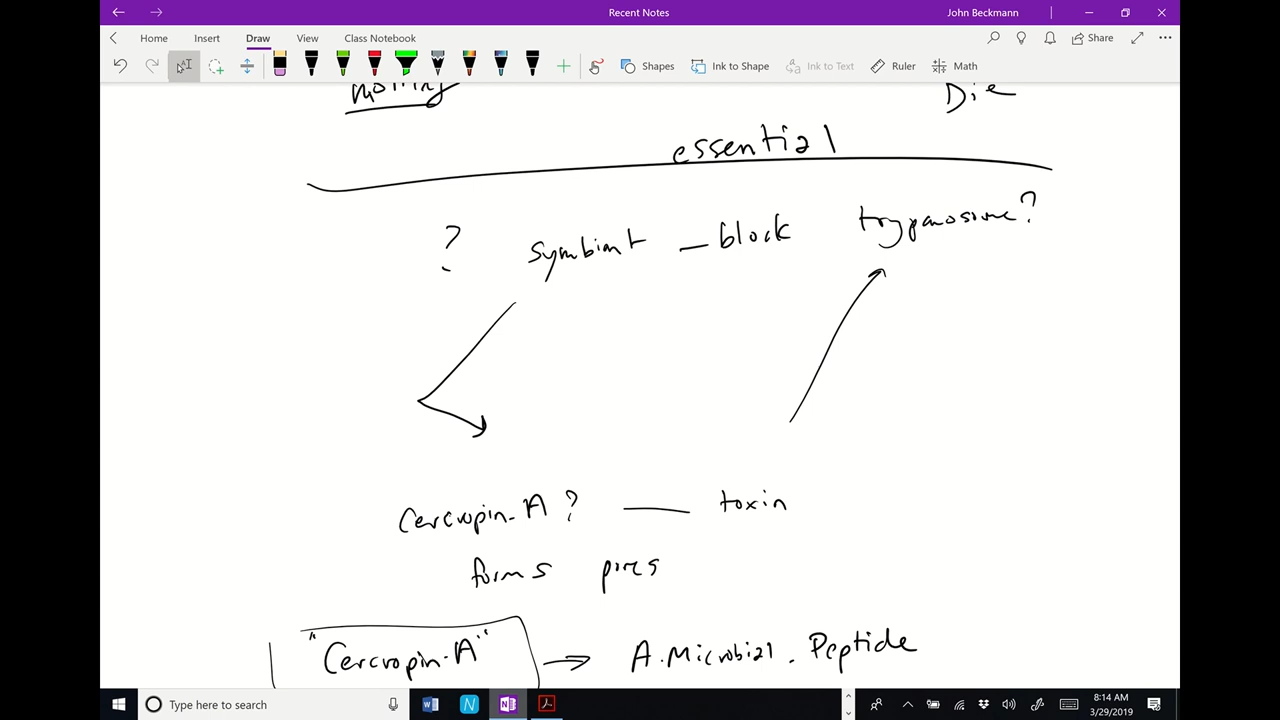 Recent Notes
John Beckmann
Home Insert Draw View Class Notebook
Share
Shapes Ink to Shape Ink to Text Ruler Math
molting Die
essential
? symbiont - block trypanosome?
Cercropin-A? — toxin
forms pores
"Cercropin-A" → A.Microbial. Peptide
Type here to search
8:14 AM
3/29/2019